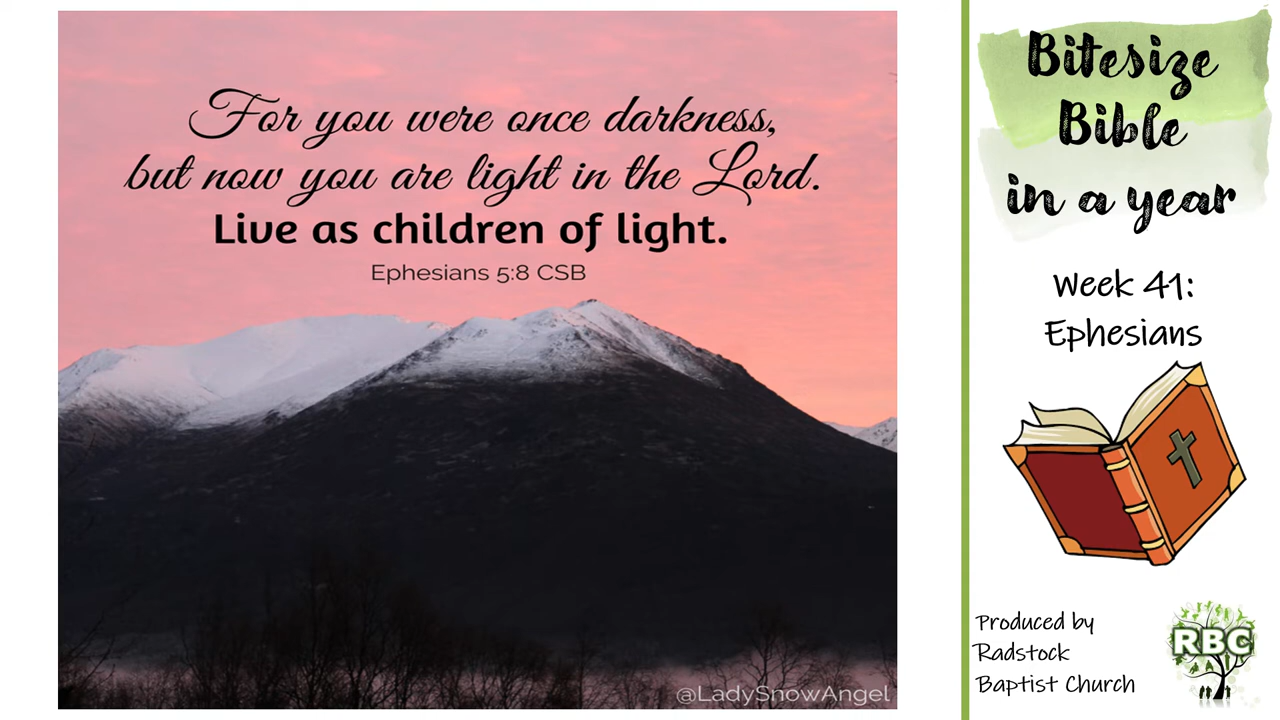 For you were once darkness,
but now you are light in the Lord.
Live as children of light.
Ephesians 5:8 CSB
@LadySnowAngel
Bitesize
Bible
in a year
Week 41:
Ephesians
Produced by
Radstock
Baptist Church
RBC